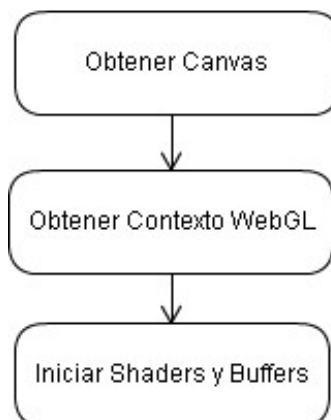 Obtener Canvas
Obtener Contexto WebGL
Iniciar Shaders y Buffers